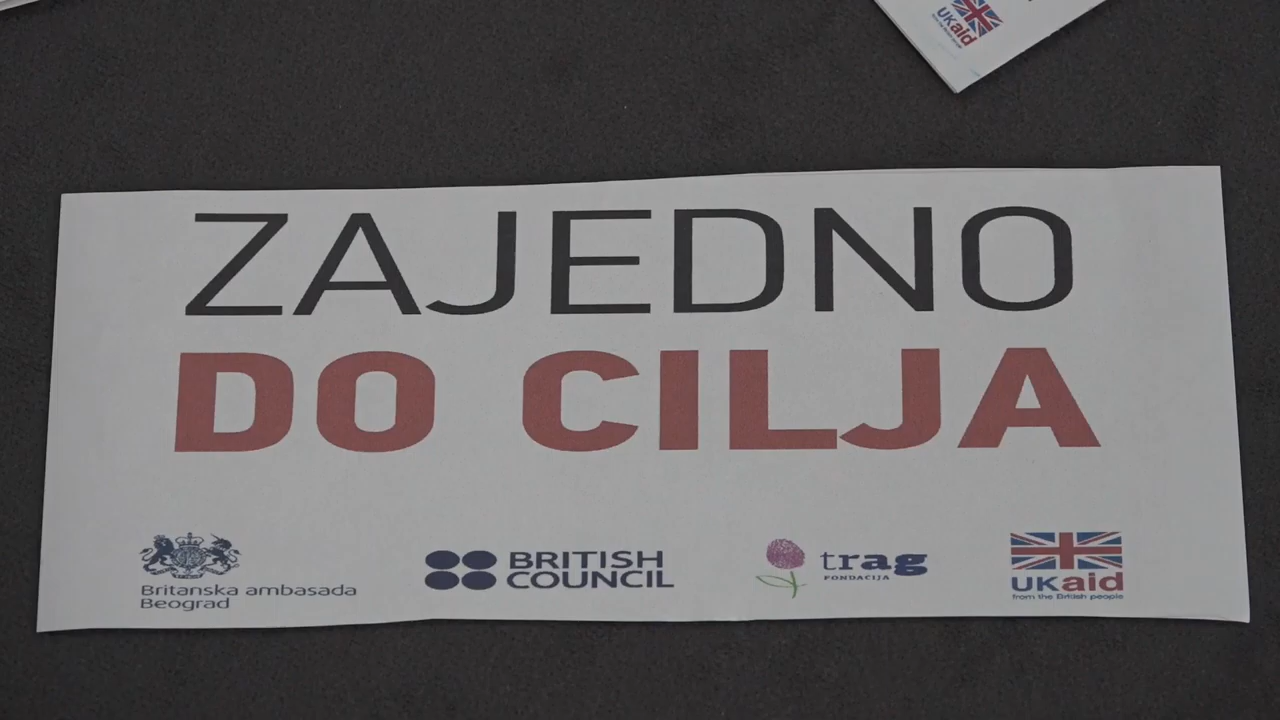 UKaid
ZAJEDNO
DO CILJA
Britanska ambasada
Beograd
BRITISH
COUNCIL
trag
FONDACIJA
UKaid
from the British people